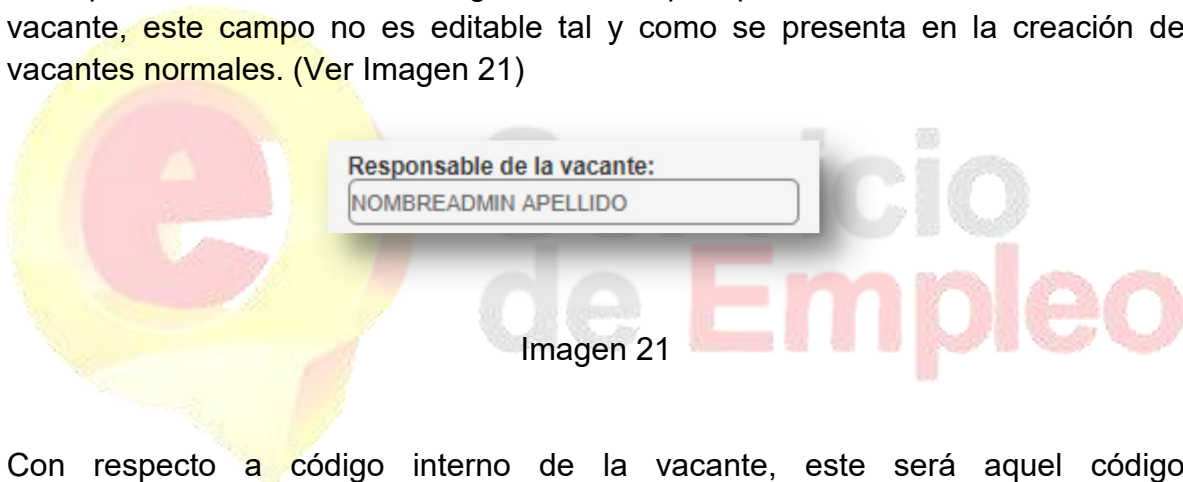 vacante, este campo no es editable tal y como se presenta en la creación de
vacantes normales. (Ver Imagen 21)
Responsable de la vacante:
NOMBREADMIN APELLIDO
e
de Empleo
Imagen 21
Con respecto a código interno de la vacante, este será aquel código